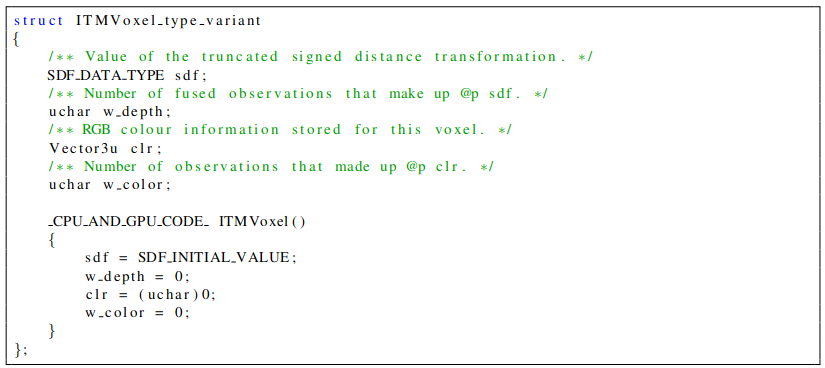 struct ITMVoxel_type_variant
{
/** Value of the truncated signed distance transformation. */
SDF_DATA_TYPE sdf;
/** Number of fused observations that make up @p sdf. */
uchar w_depth;
/** RGB colour information stored for this voxel. */
Vector3u clr;
/** Number of observations that made up @p clr. */
uchar w_color;
_CPU_AND_GPU_CODE_ ITMVoxel()
{
sdf = SDF_INITIAL_VALUE;
w_depth = 0;
clr = (uchar)0;
w_color = 0;
}
};